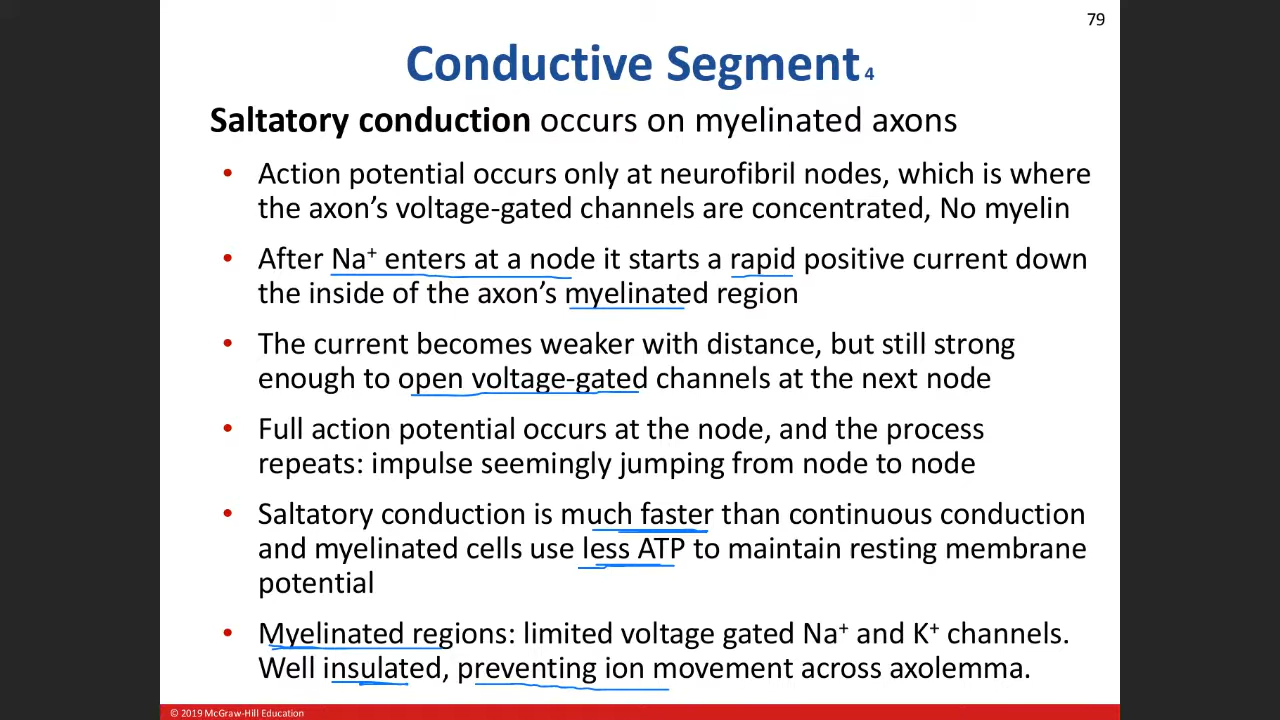 79
Conductive Segment 4
Saltatory conduction occurs on myelinated axons
• Action potential occurs only at neurofibril nodes, which is where
the axon’s voltage-gated channels are concentrated, No myelin
• After Na⁺ enters at a node it starts a rapid positive current down
the inside of the axon’s myelinated region
• The current becomes weaker with distance, but still strong
enough to open voltage-gated channels at the next node
• Full action potential occurs at the node, and the process
repeats: impulse seemingly jumping from node to node
• Saltatory conduction is much faster than continuous conduction
and myelinated cells use less ATP to maintain resting membrane
potential
• Myelinated regions: limited voltage gated Na⁺ and K⁺ channels.
Well insulated, preventing ion movement across axolemma.
© 2019 McGraw-Hill Education